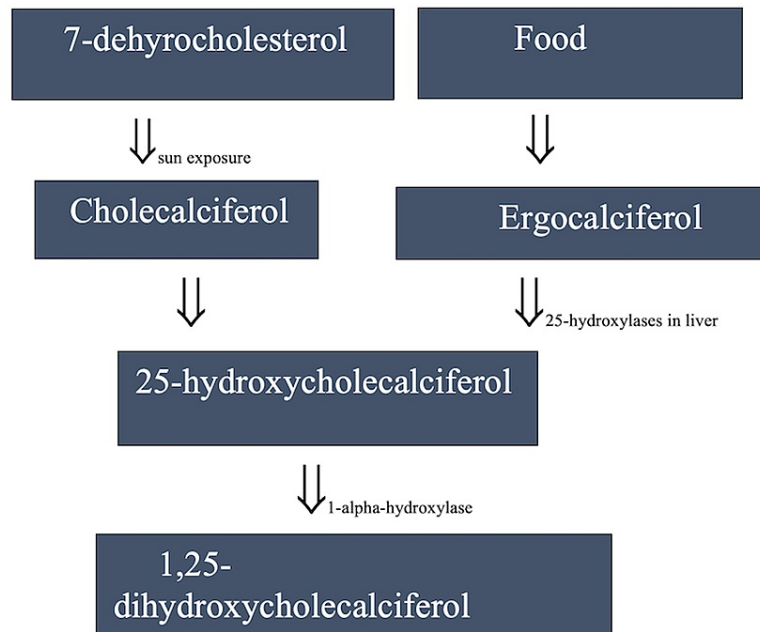 7-dehyrocholesterol
Food
sun exposure
Cholecalciferol
Ergocalciferol
25-hydroxylases in liver
25-hydroxycholecalciferol
1-alpha-hydroxylase
1,25-
dihydroxycholecalciferol